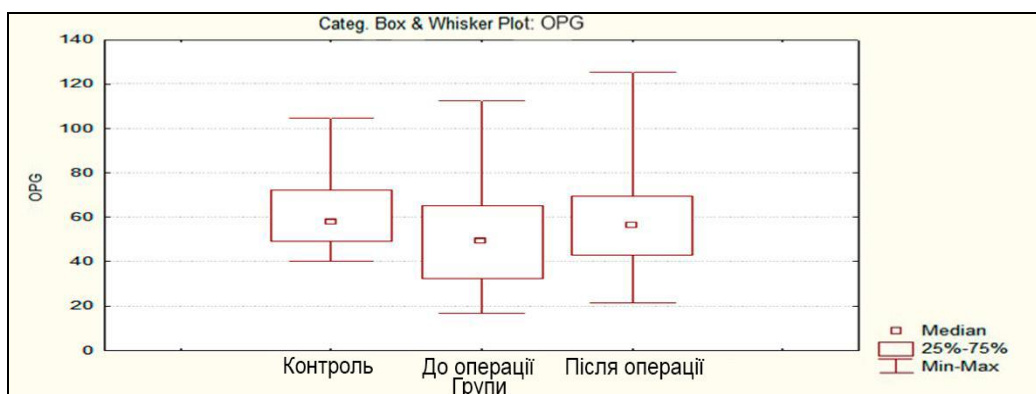 Categ. Box & Whisker Plot: OPG
140
120
100
80
60
40
20
0
OPG
Контроль До операції Після операції
Групи
Median
25%-75%
Min-Max